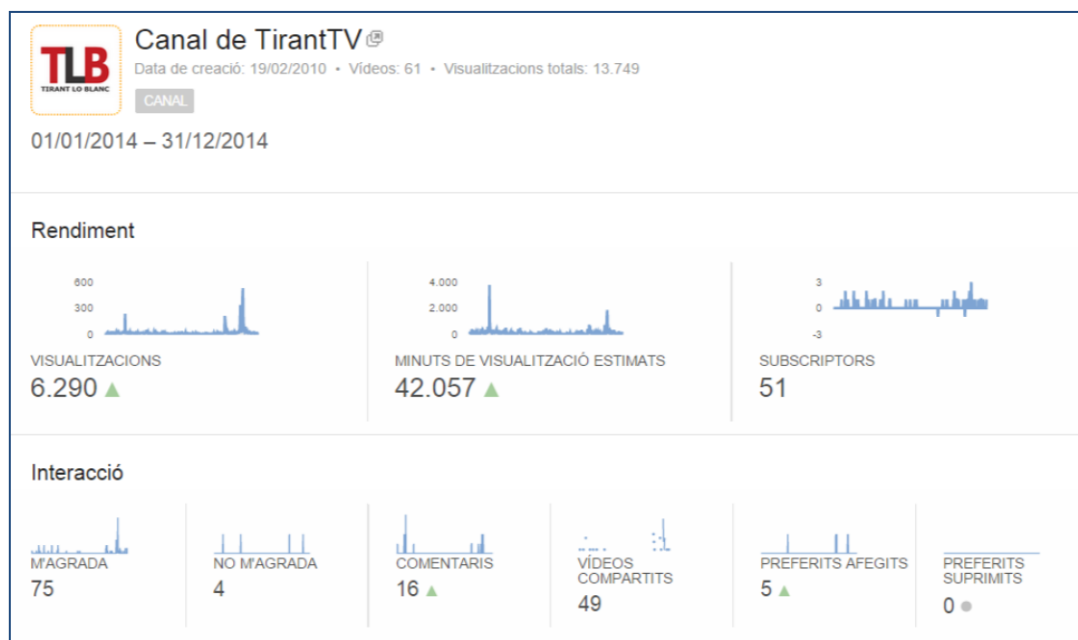 TLB
TIRANT LO BLANC
Canal de TirantTV
Data de creació: 19/02/2010 • Vídeos: 61 • Visualitzacions totals: 13.749
CANAL
01/01/2014 – 31/12/2014
Rendiment
600
300
0
VISUALITZACIONS
6.290
4.000
2.000
0
MINUTS DE VISUALITZACIÓ ESTIMATS
42.057
3
0
-3
SUBSCRIPTORS
51
Interacció
M'AGRADA
75
NO M'AGRADA
4
COMENTARIS
16
VÍDEOS
COMPARTITS
49
PREFERITS AFEGITS
5
PREFERITS
SUPRIMITS
0